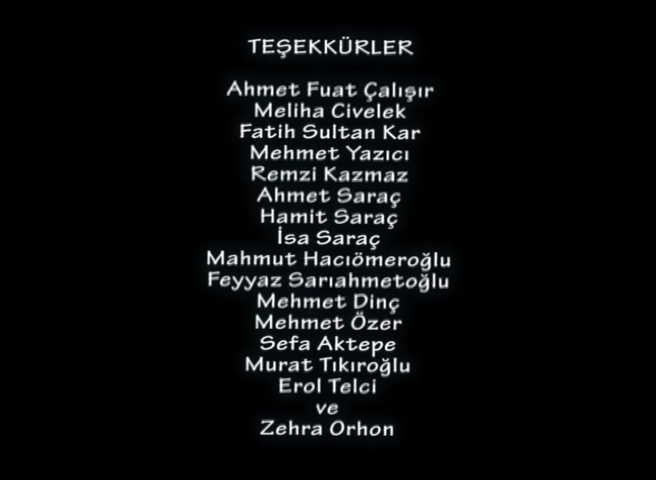 TEŞEKKÜRLER
Ahmet Fuat Çalışır
Meliha Civelek
Fatih Sultan Kar
Mehmet Yazıcı
Remzi Kazmaz
Ahmet Saraç
Hamit Saraç
İsa Saraç
Mahmut Hacıömeroğlu
Feyyaz Sarıahmetoğlu
Mehmet Dinç
Mehmet Özer
Sefa Aktepe
Murat Tıkıroğlu
Erol Telci
ve
Zehra Orhon